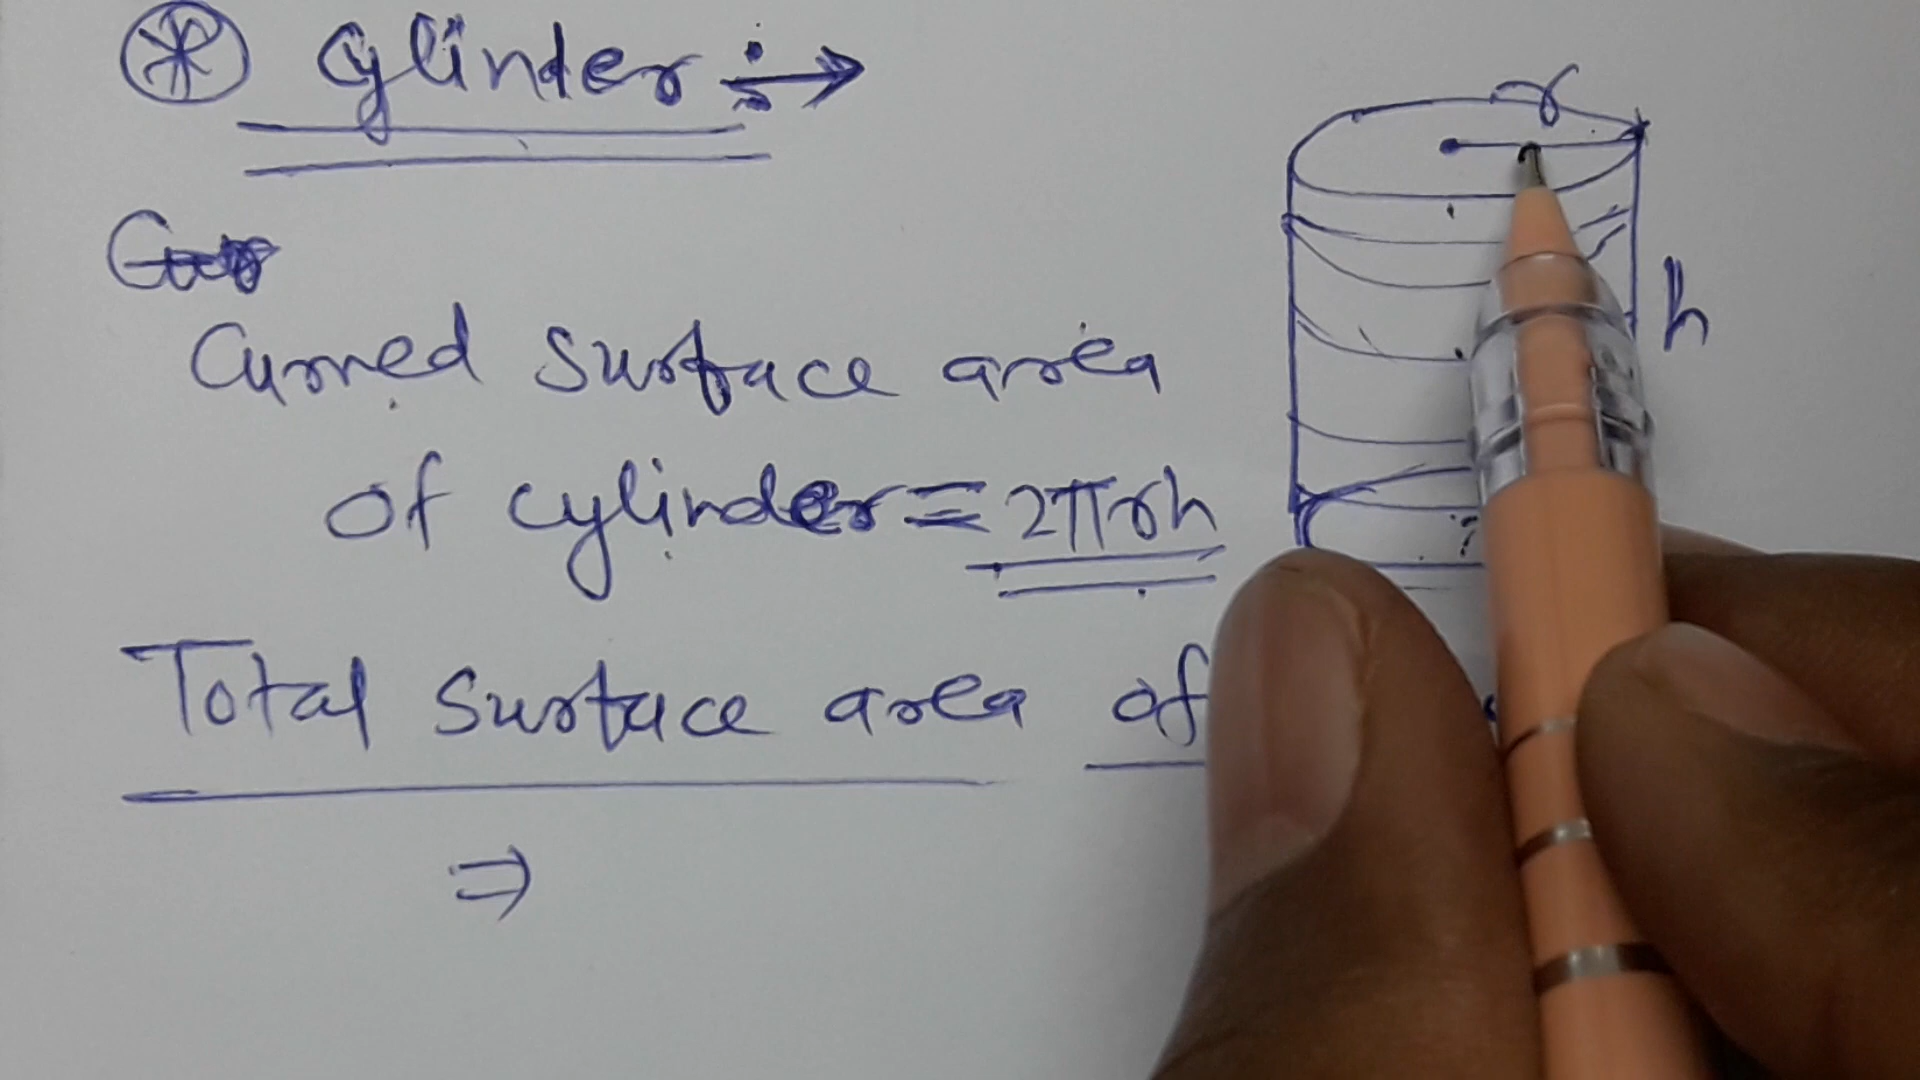 Cylinder :→
Curved surface area
of cylinder = 2πrh
Total surface area of
⇒
r
h